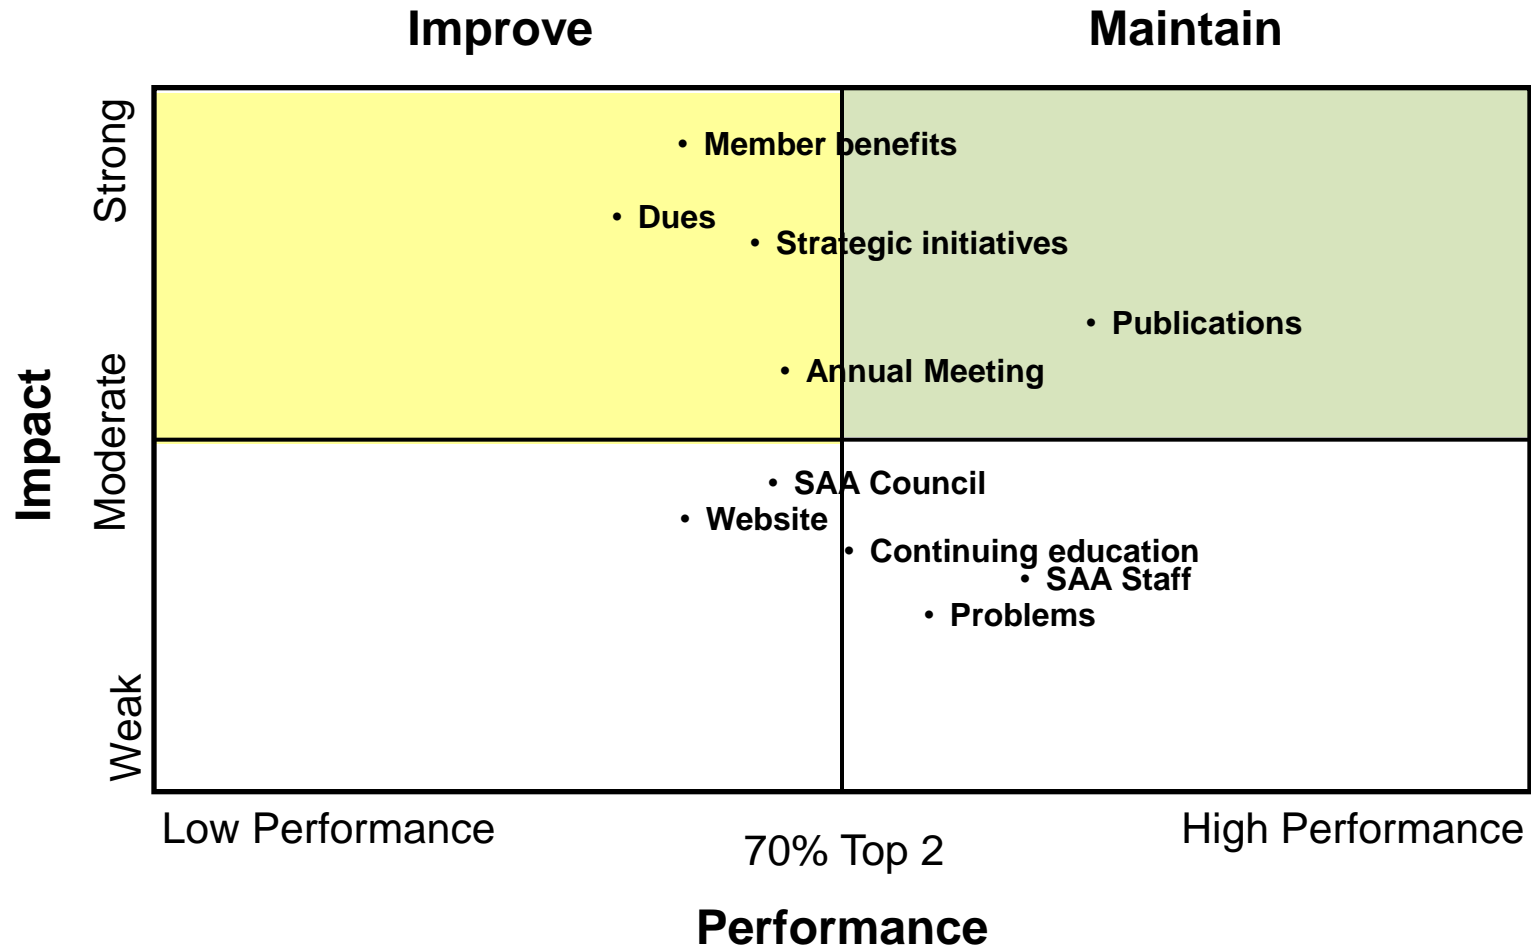 Improve
Maintain
Strong
• Member benefits
• Dues
• Strategic initiatives
• Publications
Moderate
• Annual Meeting
Impact
• SAA Council
• Website
• Continuing education
• SAA Staff
• Problems
Weak
Low Performance
70% Top 2
High Performance
Performance